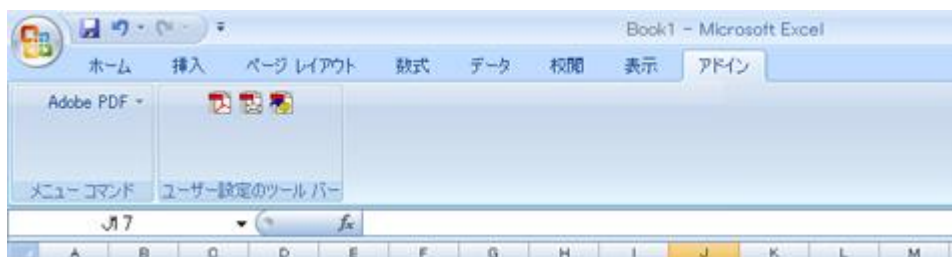 Book1 - Microsoft Excel
ホーム 挿入 ページ レイアウト 数式 データ 校閲 表示 アドイン
Adobe PDF
メニュー コマンド ユーザー設定のツール バー
J17 fx
A B C D E F G H I J K L M